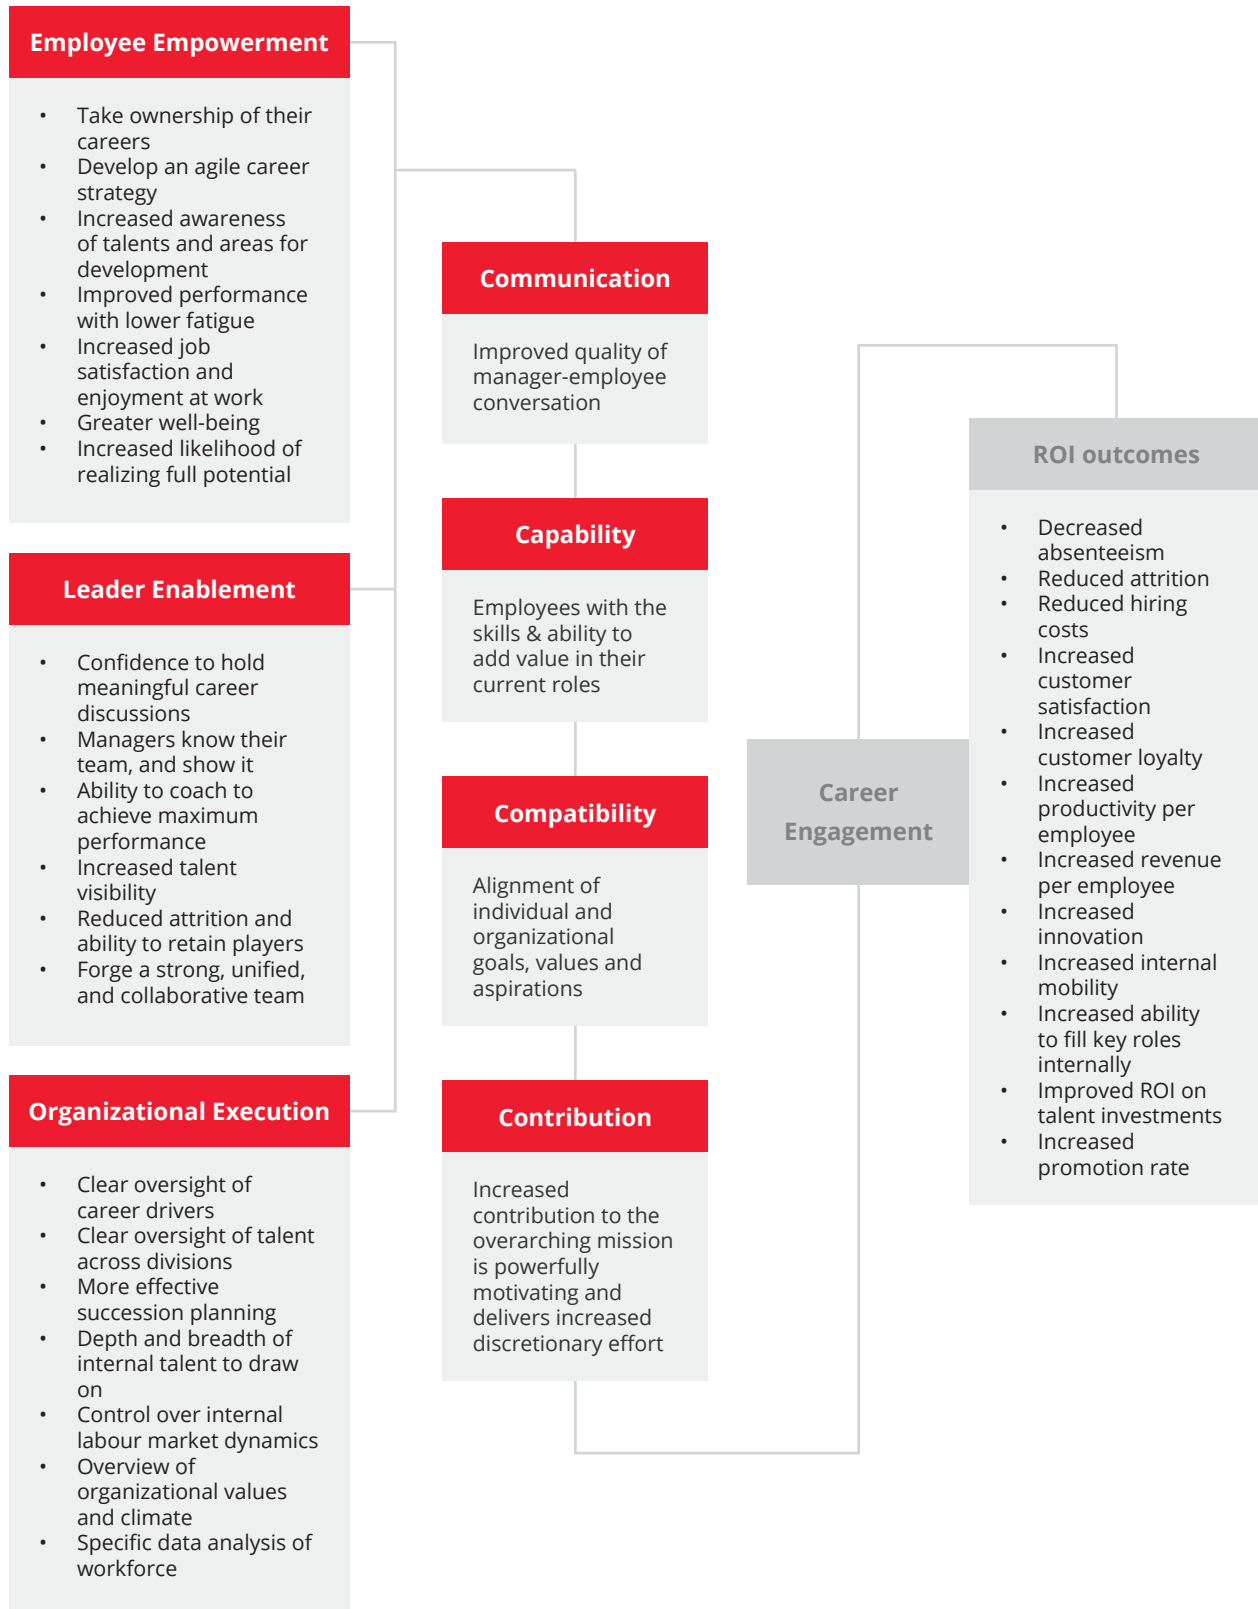 Employee Empowerment
• Take ownership of their
careers
• Develop an agile career
strategy
• Increased awareness
of talents and areas for
development
• Improved performance
with lower fatigue
• Increased job
satisfaction and
enjoyment at work
• Greater well-being
• Increased likelihood of
realizing full potential
Leader Enablement
• Confidence to hold
meaningful career
discussions
• Managers know their
team, and show it
• Ability to coach to
achieve maximum
performance
• Increased talent
visibility
• Reduced attrition and
ability to retain players
• Forge a strong, unified,
and collaborative team
Organizational Execution
• Clear oversight of
career drivers
• Clear oversight of talent
across divisions
• More effective
succession planning
• Depth and breadth of
internal talent to draw
on
• Control over internal
labour market dynamics
• Overview of
organizational values
and climate
• Specific data analysis of
workforce
Communication
Improved quality of
manager-employee
conversation
Capability
Employees with the
skills & ability to
add value in their
current roles
Compatibility
Alignment of
individual and
organizational
goals, values and
aspirations
Contribution
Increased
contribution to the
overarching mission
is powerfully
motivating and
delivers increased
discretionary effort
Career
Engagement
ROI outcomes
• Decreased
absenteeism
• Reduced attrition
• Reduced hiring
costs
• Increased
customer
satisfaction
• Increased
customer loyalty
• Increased
productivity per
employee
• Increased revenue
per employee
• Increased
innovation
• Increased internal
mobility
• Increased ability
to fill key roles
internally
• Improved ROI on
talent investments
• Increased
promotion rate